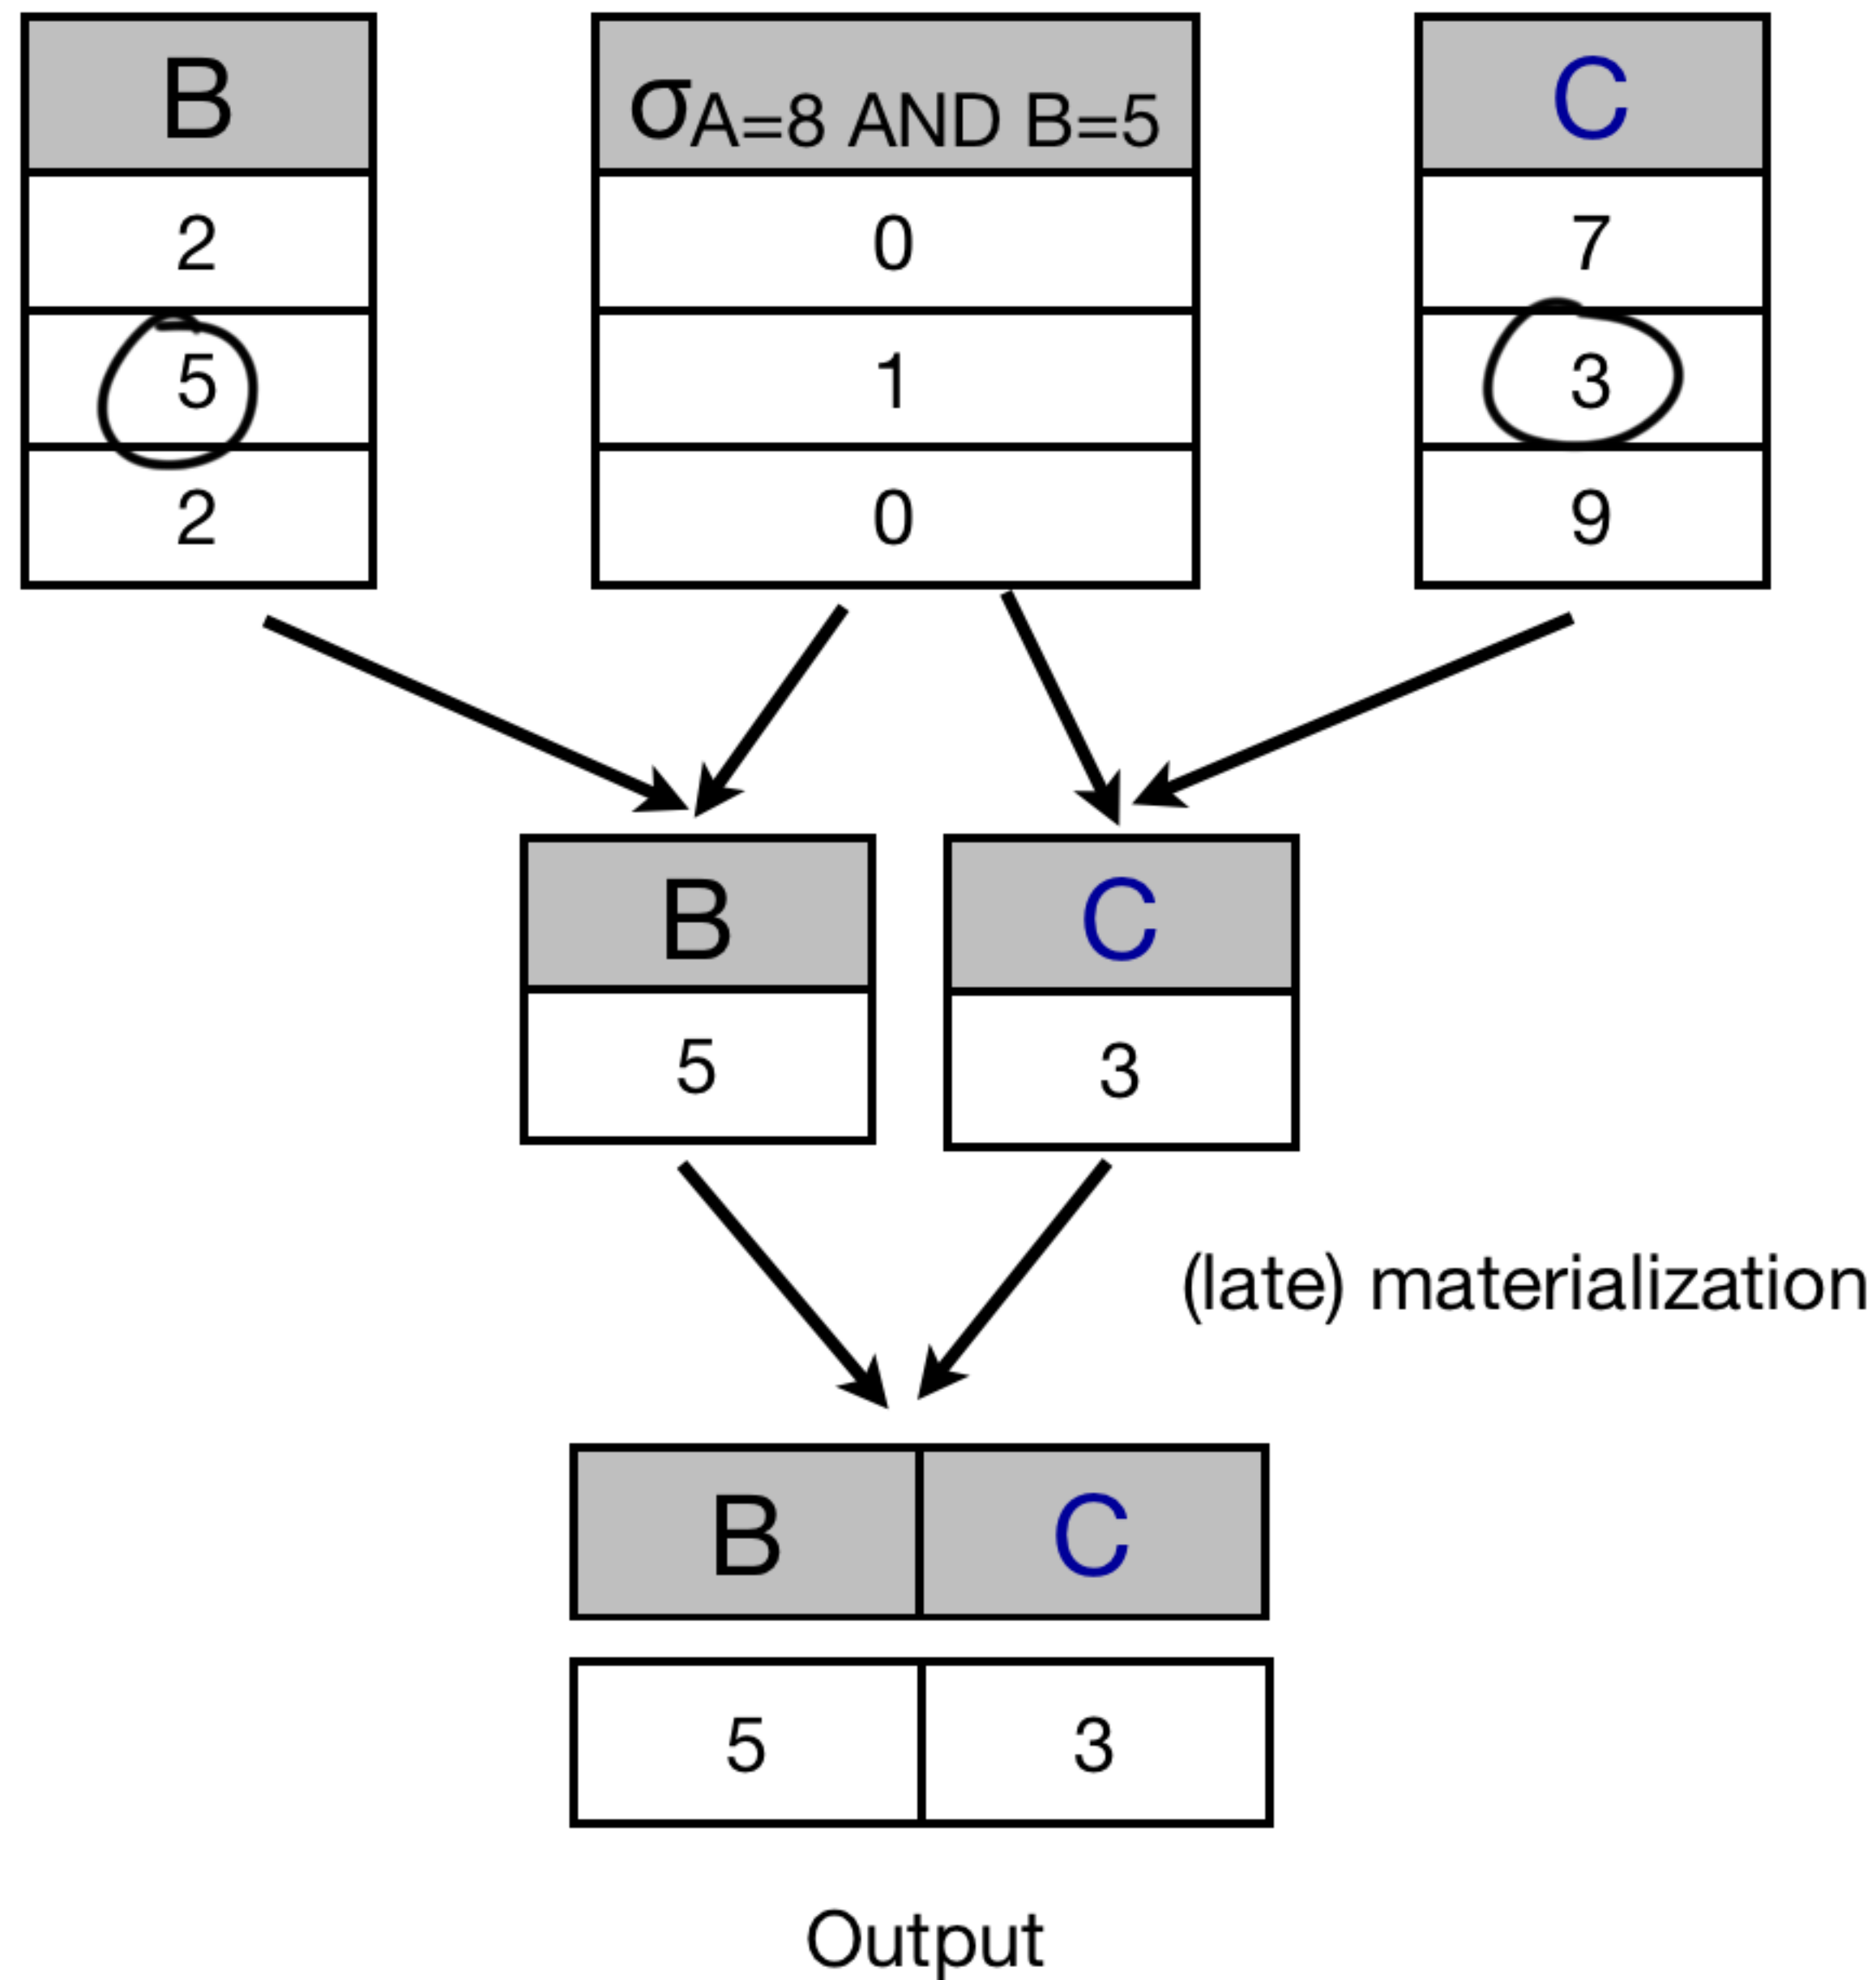 B σA=8 AND B=5 C
2 0 7
5 1 3
2 0 9
B C
5 3
(late) materialization
B C
5 3
Output